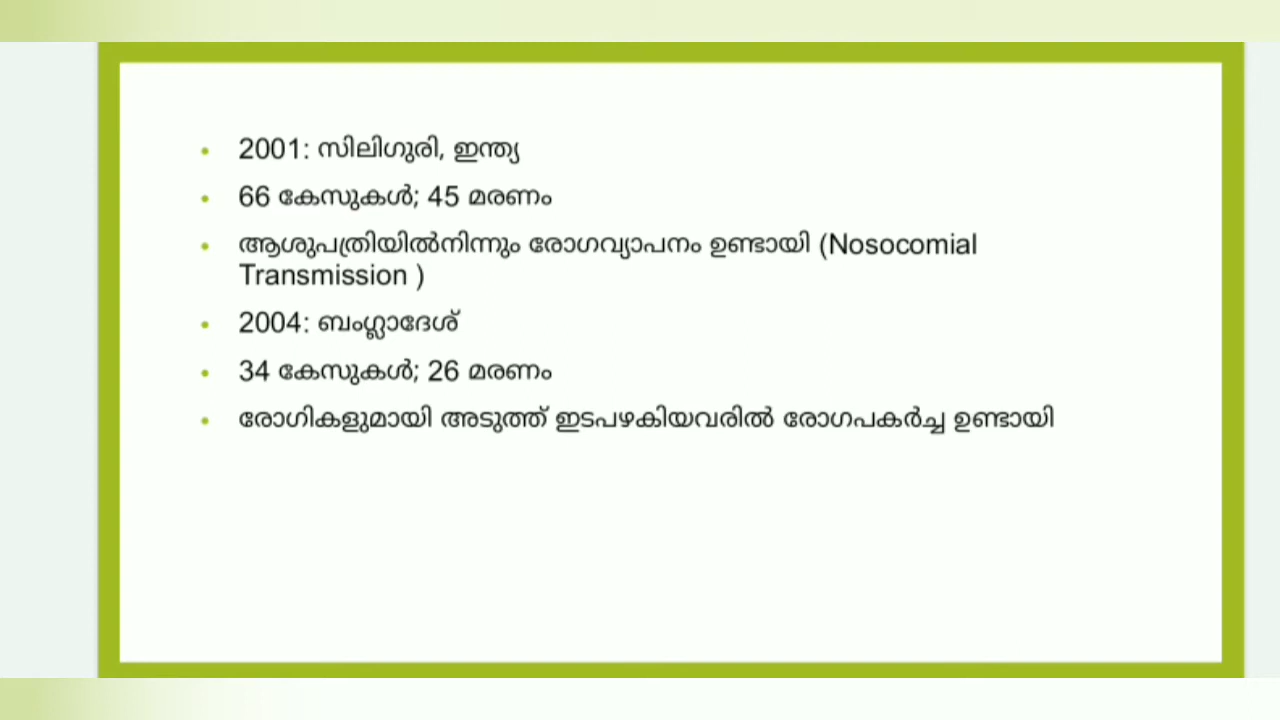 • 2001: സിലിഗുരി, ഇന്ത്യ
• 66 കേസുകൾ; 45 മരണം
• ആശുപത്രിയിൽനിന്നും രോഗവ്യാപനം ഉണ്ടായി (Nosocomial
Transmission )
• 2004: ബംഗ്ലാദേശ്
• 34 കേസുകൾ; 26 മരണം
• രോഗികളുമായി അടുത്ത് ഇടപഴകിയവരിൽ രോഗപകർച്ച ഉണ്ടായി